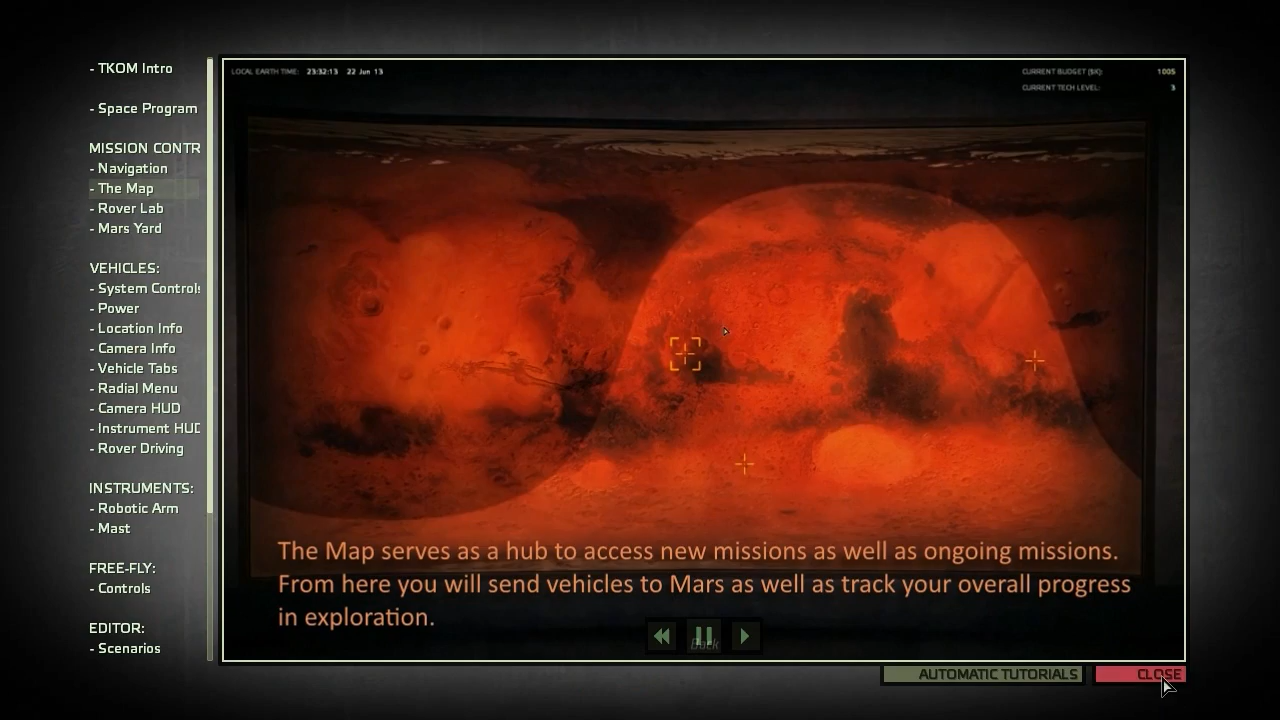 - TKOM Intro
- Space Program
MISSION CONTR
- Navigation
- The Map
- Rover Lab
- Mars Yard
VEHICLES:
- System Controls
- Power
- Location Info
- Camera Info
- Vehicle Tabs
- Radial Menu
- Camera HUD
- Instrument HUD
- Rover Driving
INSTRUMENTS:
- Robotic Arm
- Mast
FREE-FLY:
- Controls
EDITOR:
- Scenarios
LOCAL EARTH TIME: 23:32:13 22 Jun 13
CURRENT BUDGET ($K): 1005
CURRENT TECH LEVEL: 3
The Map serves as a hub to access new missions as well as ongoing missions.
From here you will send vehicles to Mars as well as track your overall progress
in exploration.
Back
AUTOMATIC TUTORIALS
CLOSE